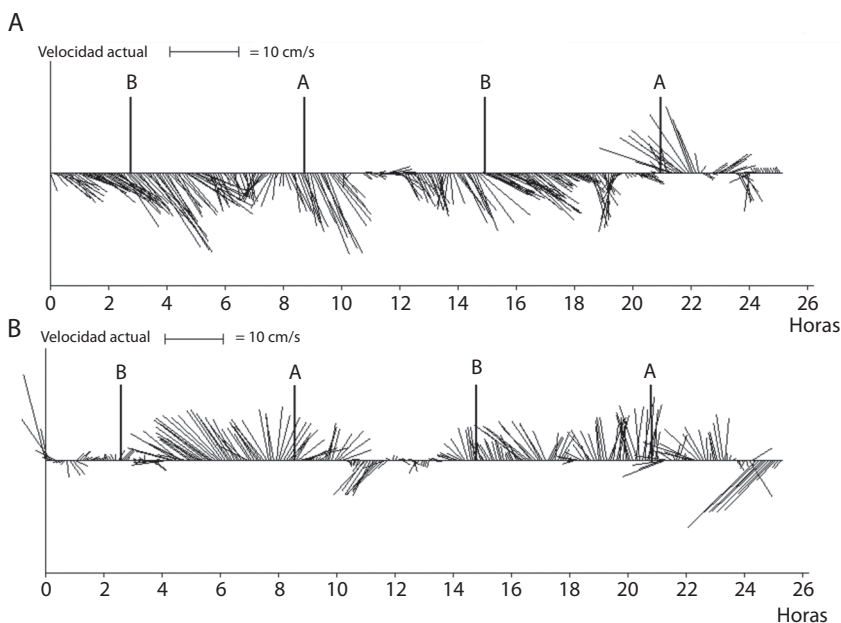 A
Velocidad actual = 10 cm/s
B A B A
0 2 4 6 8 10 12 14 16 18 20 22 24 26
Horas
B
Velocidad actual = 10 cm/s
B A B A
0 2 4 6 8 10 12 14 16 18 20 22 24 26
Horas